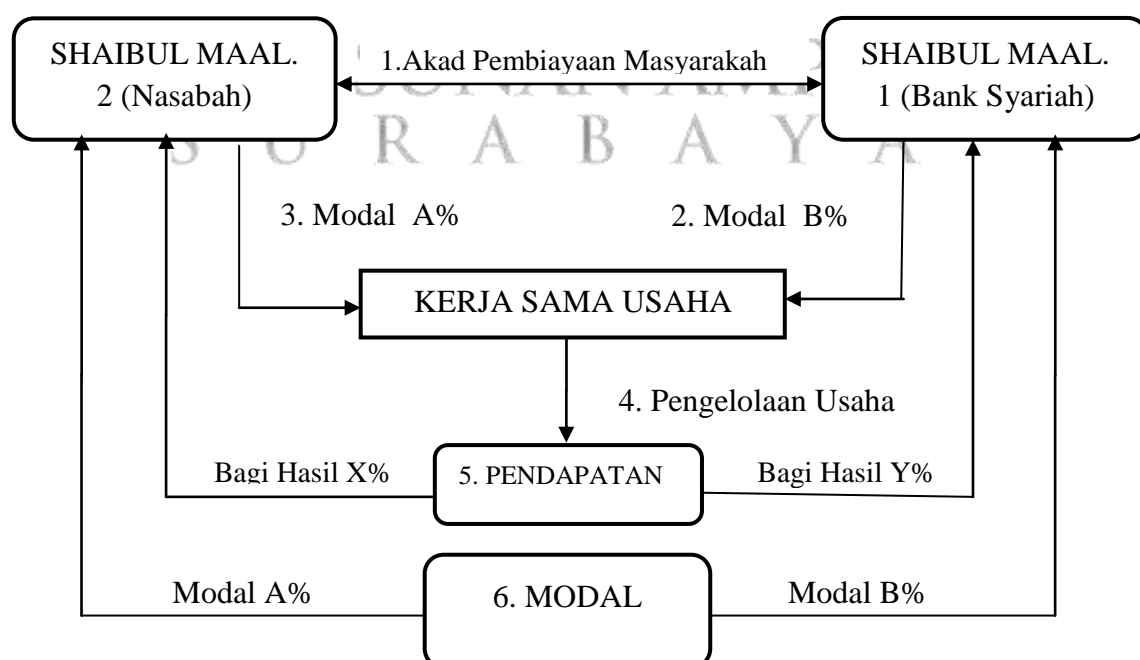 SHAIBUL MAAL.
2 (Nasabah)
1.Akad Pembiayaan Masyarakah
SHAIBUL MAAL.
1 (Bank Syariah)
SURABAYA
3. Modal A%
2. Modal B%
KERJA SAMA USAHA
4. Pengelolaan Usaha
Bagi Hasil X%
5. PENDAPATAN
Bagi Hasil Y%
Modal A%
6. MODAL
Modal B%